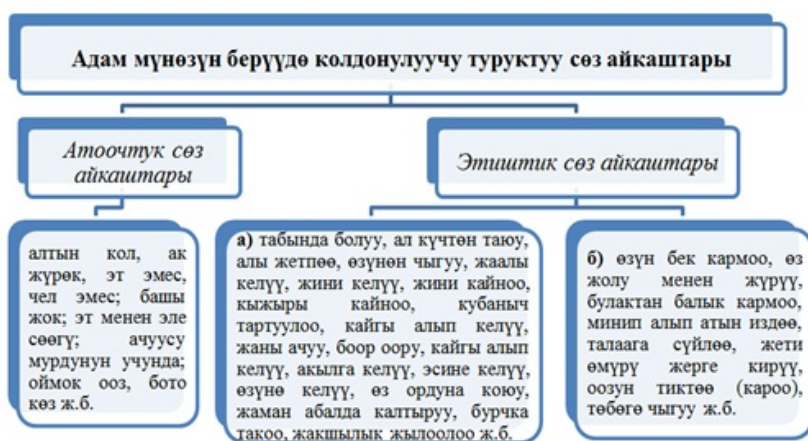 Адам мүнөзүн берүүдө колдонулуучу туруктуу сөз айкаштары
Атоочтук сөз
айкаштары
Этиштик сөз айкаштары
алтын кол, ак
жүрөк, эт эмес,
чел эмес; башы
жок; эт менен эле
сөөгү; ачуусу
мурдунун учунда;
оймок ооз, бото
көз ж.б.
а) табында болуу, ал күчтөн таюу,
алы жетпөө, өзүнөн чыгуу, жаалы
келүү, жини келүү, жини кайноо,
кыжыры кайноо, кубаныч
тартуулоо, кайгы алып келүү,
жаны ачуу, боор оору, кайгы алып
келүү, акылга келүү, эсине келүү,
өзүнө келүү, өз ордуна коюу,
жаман абалда калтыруу, бурчка
такоо, жакшылык жылоолоо ж.б.
б) өзүн бек кармоо, өз
жолу менен жүрүү,
булактан балык кармоо,
минип алып атын издөө,
талаага сүйлөө, жети
өмүрү жерге кирүү,
оозун тиктөө (кароо),
төбөгө чыгуу ж.б.